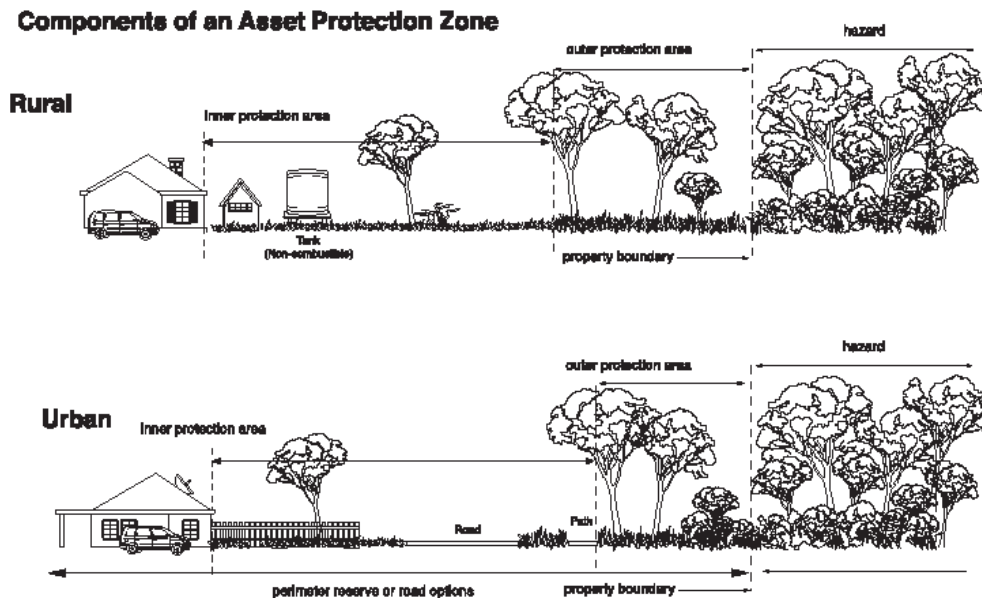 Components of an Asset Protection Zone
hazard
outer protection area
Rural
Inner protection area
Tank
(Non-combustible)
property boundary
hazard
outer protection area
Urban
Inner protection area
Road
Path
perimeter reserve or road options
property boundary